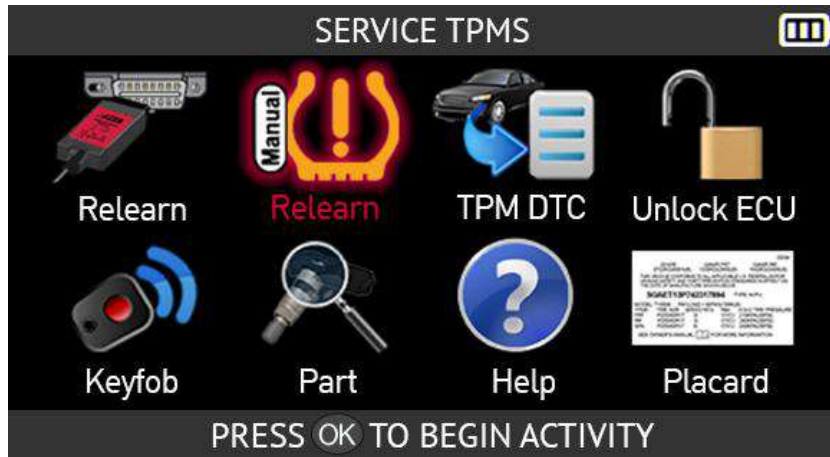 SERVICE TPMS
Manual
Relearn
Relearn
TPM DTC
Unlock ECU
Keyfob
Part
Help
Placard
PRESS OK TO BEGIN ACTIVITY